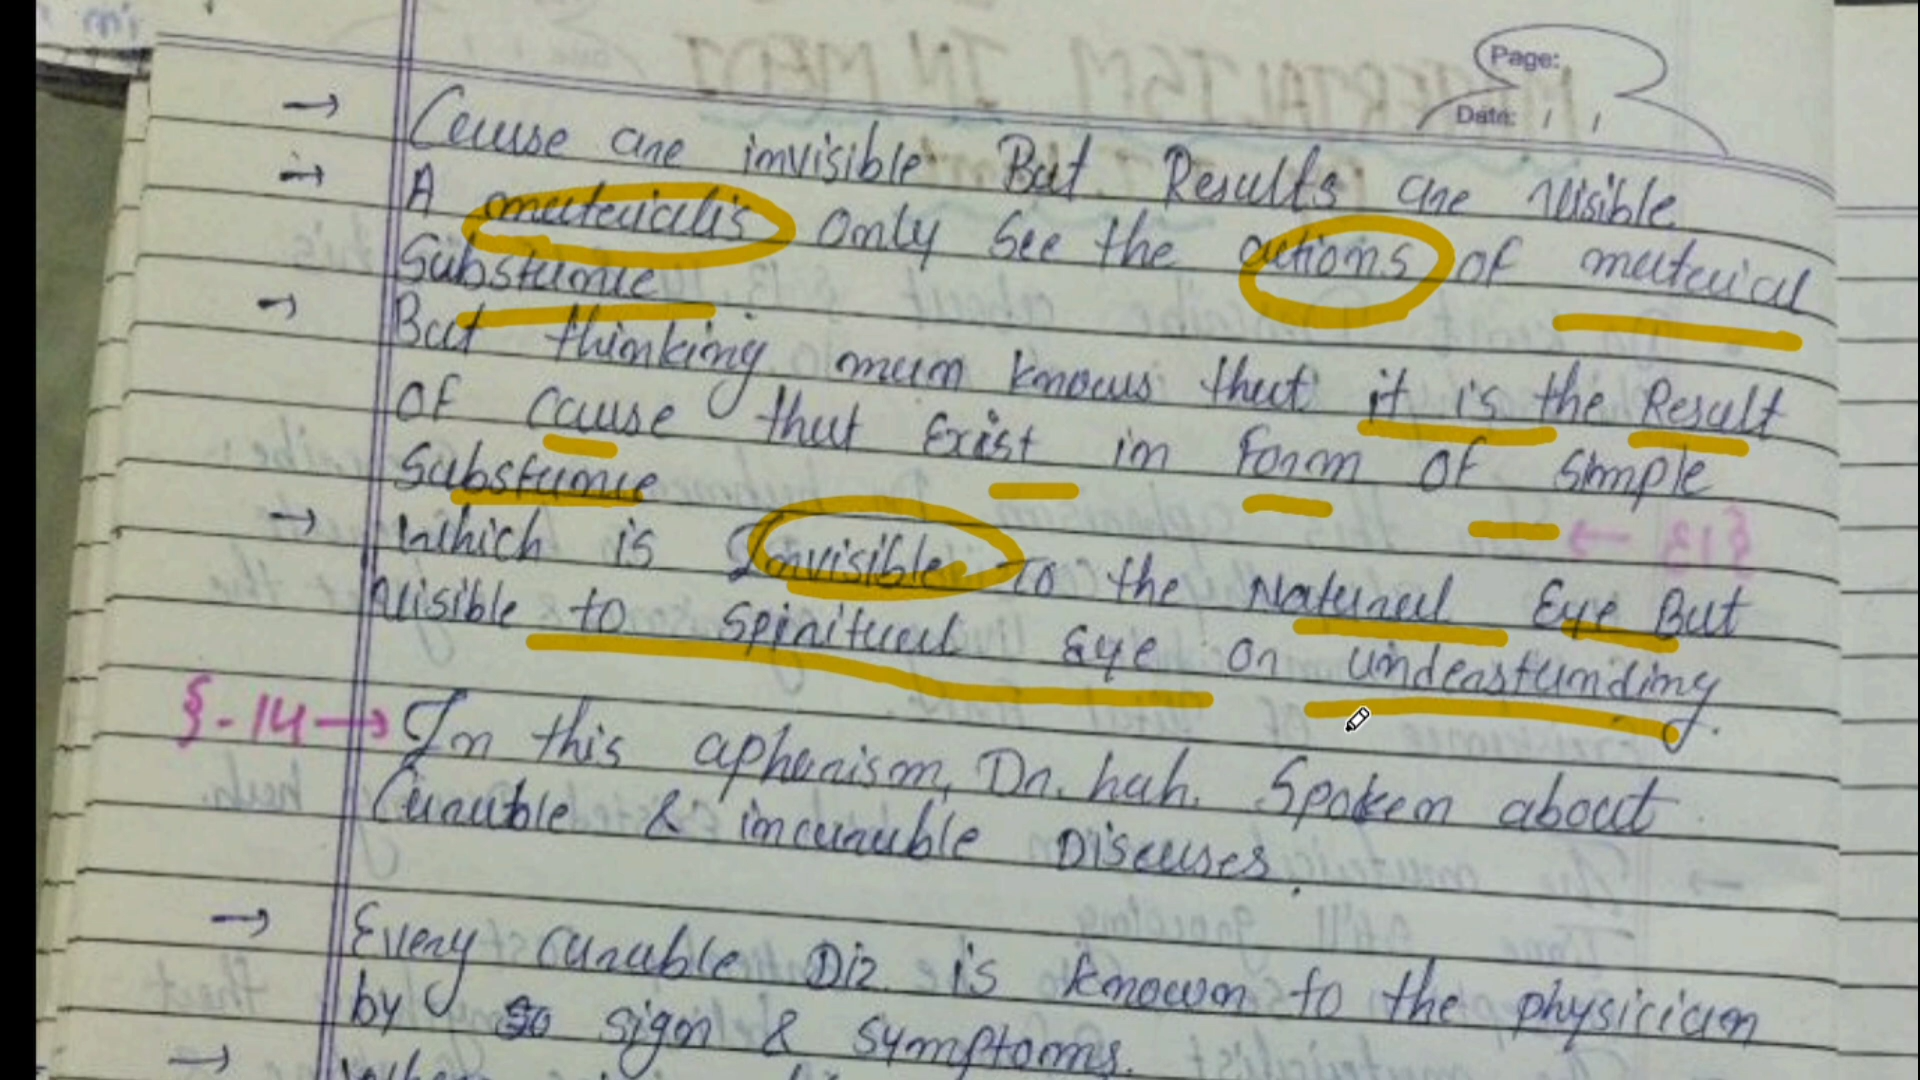 Page:
Date: / /
→ Cause are invisible But Results are visible
→ A materialis only see the actions of material
Substance
→ But thinking man knows that it is the Result
of cause that Exist in Form of Simple
Substance
→ which is Invisible to the Natural Eye But
visible to Spiritual Eye or understanding.
§-14 → In this aphorism, Dr. hah. Spoken about
Curable & incurable Diseases.
→ Every curable Diz. is known to the physician
by so sign & symptoms.
→